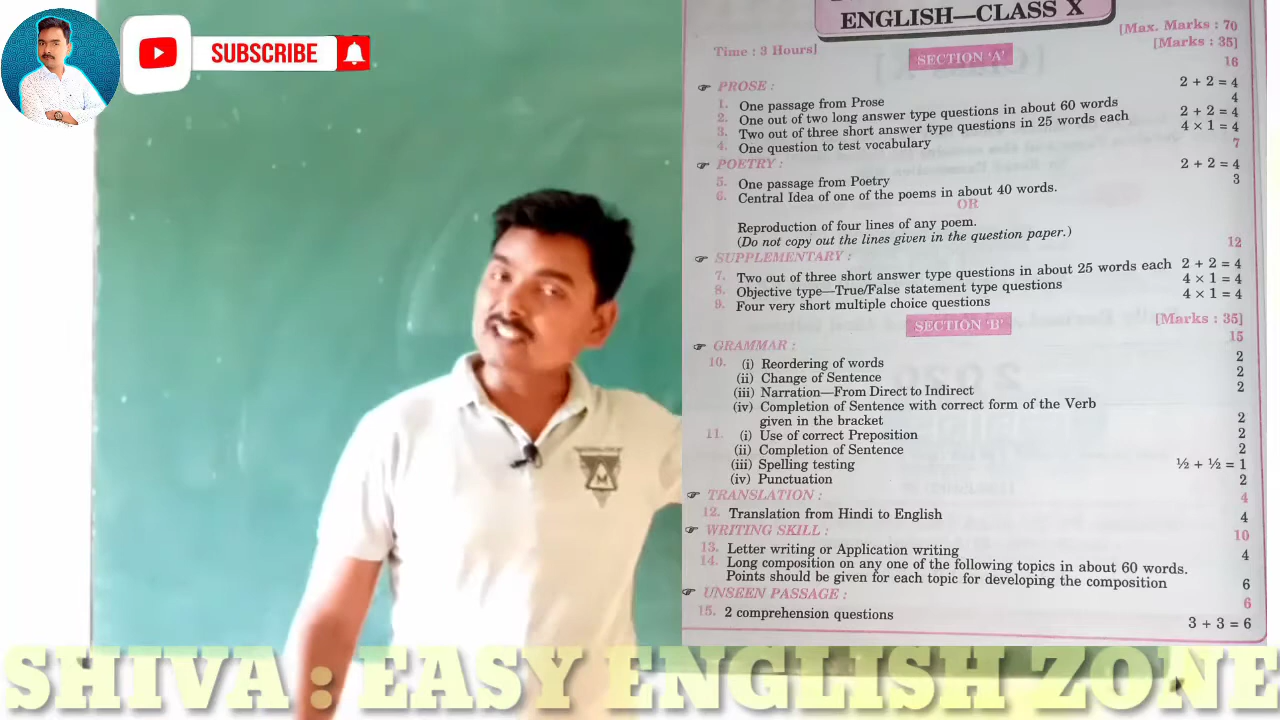 SUBSCRIBE
ENGLISH—CLASS X
Time : 3 Hours]
[Max. Marks : 70
SECTION 'A'
[Marks : 35]
PROSE :
16
1. One passage from Prose 2 + 2 = 4
2. One out of two long answer type questions in about 60 words 4
3. Two out of three short answer type questions in 25 words each 2 + 2 = 4
4. One question to test vocabulary 4 × 1 = 4
POETRY :
7
5. One passage from Poetry 2 + 2 = 4
6. Central Idea of one of the poems in about 40 words. 3
OR
Reproduction of four lines of any poem.
(Do not copy out the lines given in the question paper.)
SUPPLEMENTARY :
12
7. Two out of three short answer type questions in about 25 words each 2 + 2 = 4
8. Objective type—True/False statement type questions 4 × 1 = 4
9. Four very short multiple choice questions 4 × 1 = 4
SECTION 'B'
[Marks : 35]
GRAMMAR :
15
10. (i) Reordering of words 2
(ii) Change of Sentence 2
(iii) Narration—From Direct to Indirect 2
(iv) Completion of Sentence with correct form of the Verb
given in the bracket 2
11. (i) Use of correct Preposition 2
(ii) Completion of Sentence 2
(iii) Spelling testing ½ + ½ = 1
(iv) Punctuation 2
TRANSLATION :
4
12. Translation from Hindi to English 4
WRITING SKILL :
10
13. Letter writing or Application writing 4
14. Long composition on any one of the following topics in about 60 words.
Points should be given for each topic for developing the composition 6
UNSEEN PASSAGE :
6
15. 2 comprehension questions 3 + 3 = 6
M
SHIVA : EASY ENGLISH ZONE